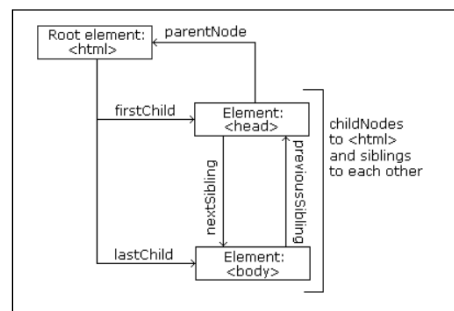 Root element:
<html>
parentNode
firstChild
Element:
<head>
childNodes
to <html>
and siblings
to each other
nextSibling
previousSibling
lastChild
Element:
<body>